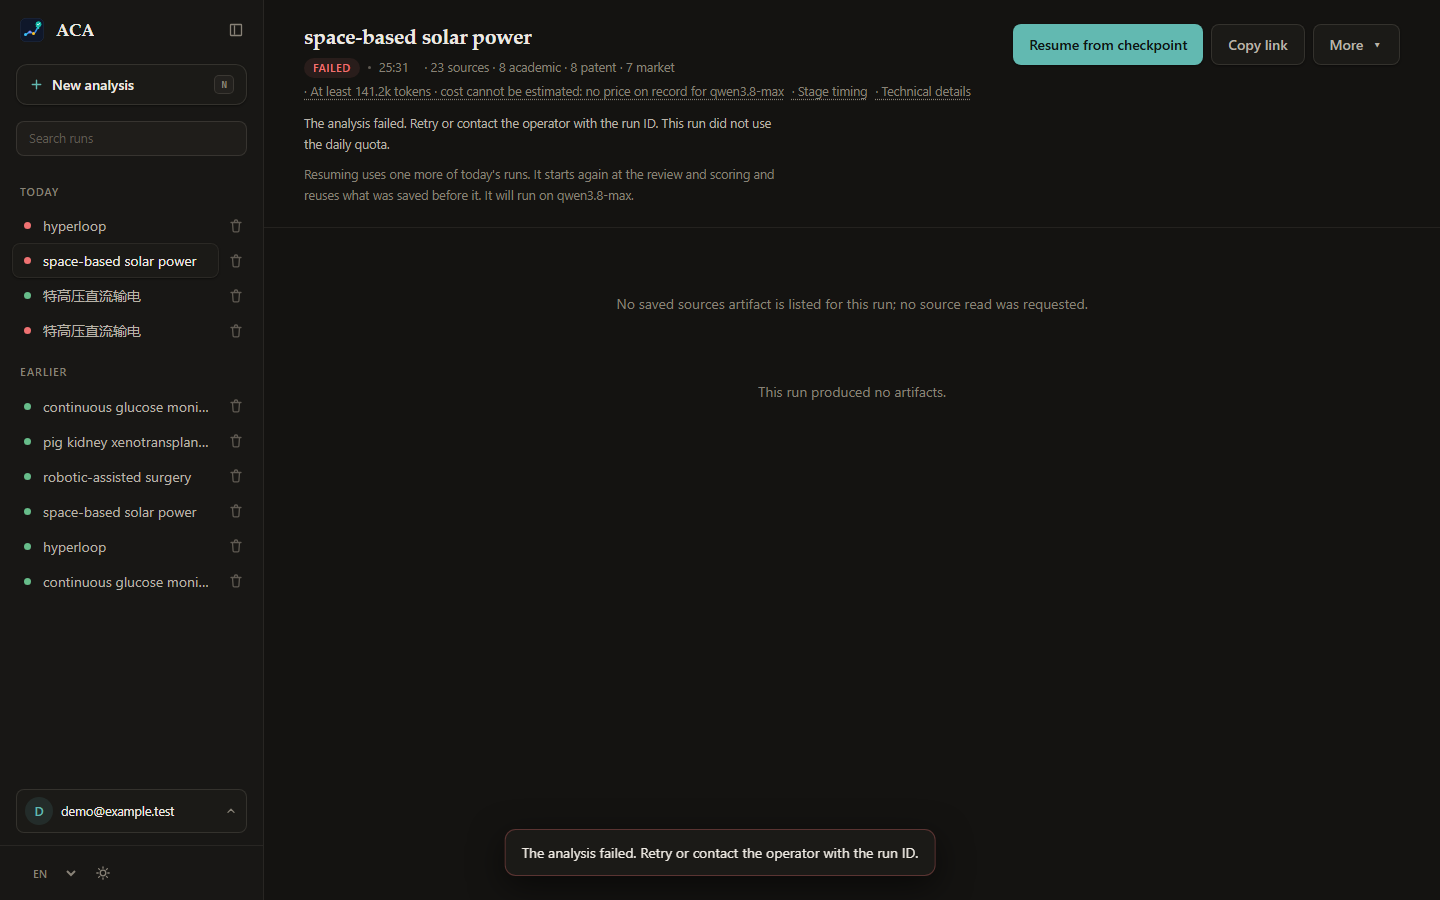 ACA
New analysis N
Search runs
TODAY
hyperloop
space-based solar power
特高压直流输电
特高压直流输电
EARLIER
continuous glucose moni...
pig kidney xenotransplan...
robotic-assisted surgery
space-based solar power
hyperloop
continuous glucose moni...
D demo@example.test
EN
space-based solar power
FAILED • 25:31 · 23 sources · 8 academic · 8 patent · 7 market
· At least 141.2k tokens · cost cannot be estimated: no price on record for qwen3.8-max · Stage timing · Technical details
The analysis failed. Retry or contact the operator with the run ID. This run did not use
the daily quota.
Resuming uses one more of today's runs. It starts again at the review and scoring and
reuses what was saved before it. It will run on qwen3.8-max.
Resume from checkpoint
Copy link
More
No saved sources artifact is listed for this run; no source read was requested.
This run produced no artifacts.
The analysis failed. Retry or contact the operator with the run ID.